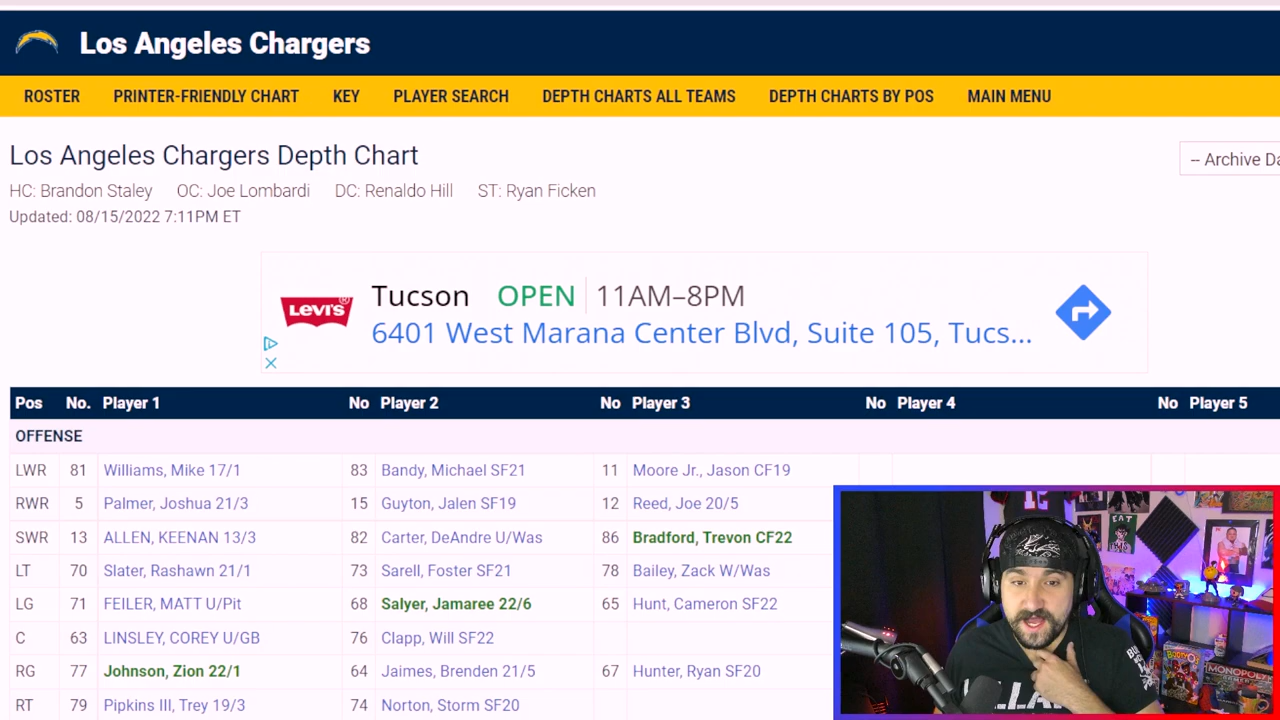 Los Angeles Chargers
ROSTER PRINTER-FRIENDLY CHART KEY PLAYER SEARCH DEPTH CHARTS ALL TEAMS DEPTH CHARTS BY POS MAIN MENU
Los Angeles Chargers Depth Chart
-- Archive Da
HC: Brandon Staley OC: Joe Lombardi DC: Renaldo Hill ST: Ryan Ficken
Updated: 08/15/2022 7:11PM ET
LEVI'S
Tucson OPEN 11AM–8PM
6401 West Marana Center Blvd, Suite 105, Tucs...
Pos No. Player 1 No Player 2 No Player 3 No Player 4 No Player 5
OFFENSE
LWR 81 Williams, Mike 17/1 83 Bandy, Michael SF21 11 Moore Jr., Jason CF19
RWR 5 Palmer, Joshua 21/3 15 Guyton, Jalen SF19 12 Reed, Joe 20/5
SWR 13 ALLEN, KEENAN 13/3 82 Carter, DeAndre U/Was 86 Bradford, Trevon CF22
LT 70 Slater, Rashawn 21/1 73 Sarell, Foster SF21 78 Bailey, Zack W/Was
LG 71 FEILER, MATT U/Pit 68 Salyer, Jamaree 22/6 65 Hunt, Cameron SF22
C 63 LINSLEY, COREY U/GB 76 Clapp, Will SF22
RG 77 Johnson, Zion 22/1 64 Jaimes, Brenden 21/5 67 Hunter, Ryan SF20
RT 79 Pipkins III, Trey 19/3 74 Norton, Storm SF20
EAT
MONOPOLY